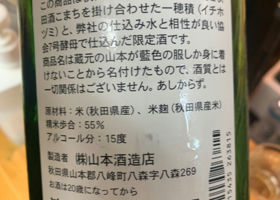 この商品は
田酒こまちを掛け合わせた一穂積（イチホ
ヅミ）と、弊社の仕込み水と相性が良い協
会7号酵母で仕込んだ限定酒です。
商品名は蔵元の山本が藍色の服しか身に着
けないことから名付けたもので、酒質とは
一切関係はございません。あしからず。
原材料：米（秋田県産）、米麹（秋田県産米）
精米歩合：55%
アルコール分：15度
製造者 ㈱山本酒造店
秋田県山本郡八峰町八森字八森269
お酒は20歳になってから
15435 263815